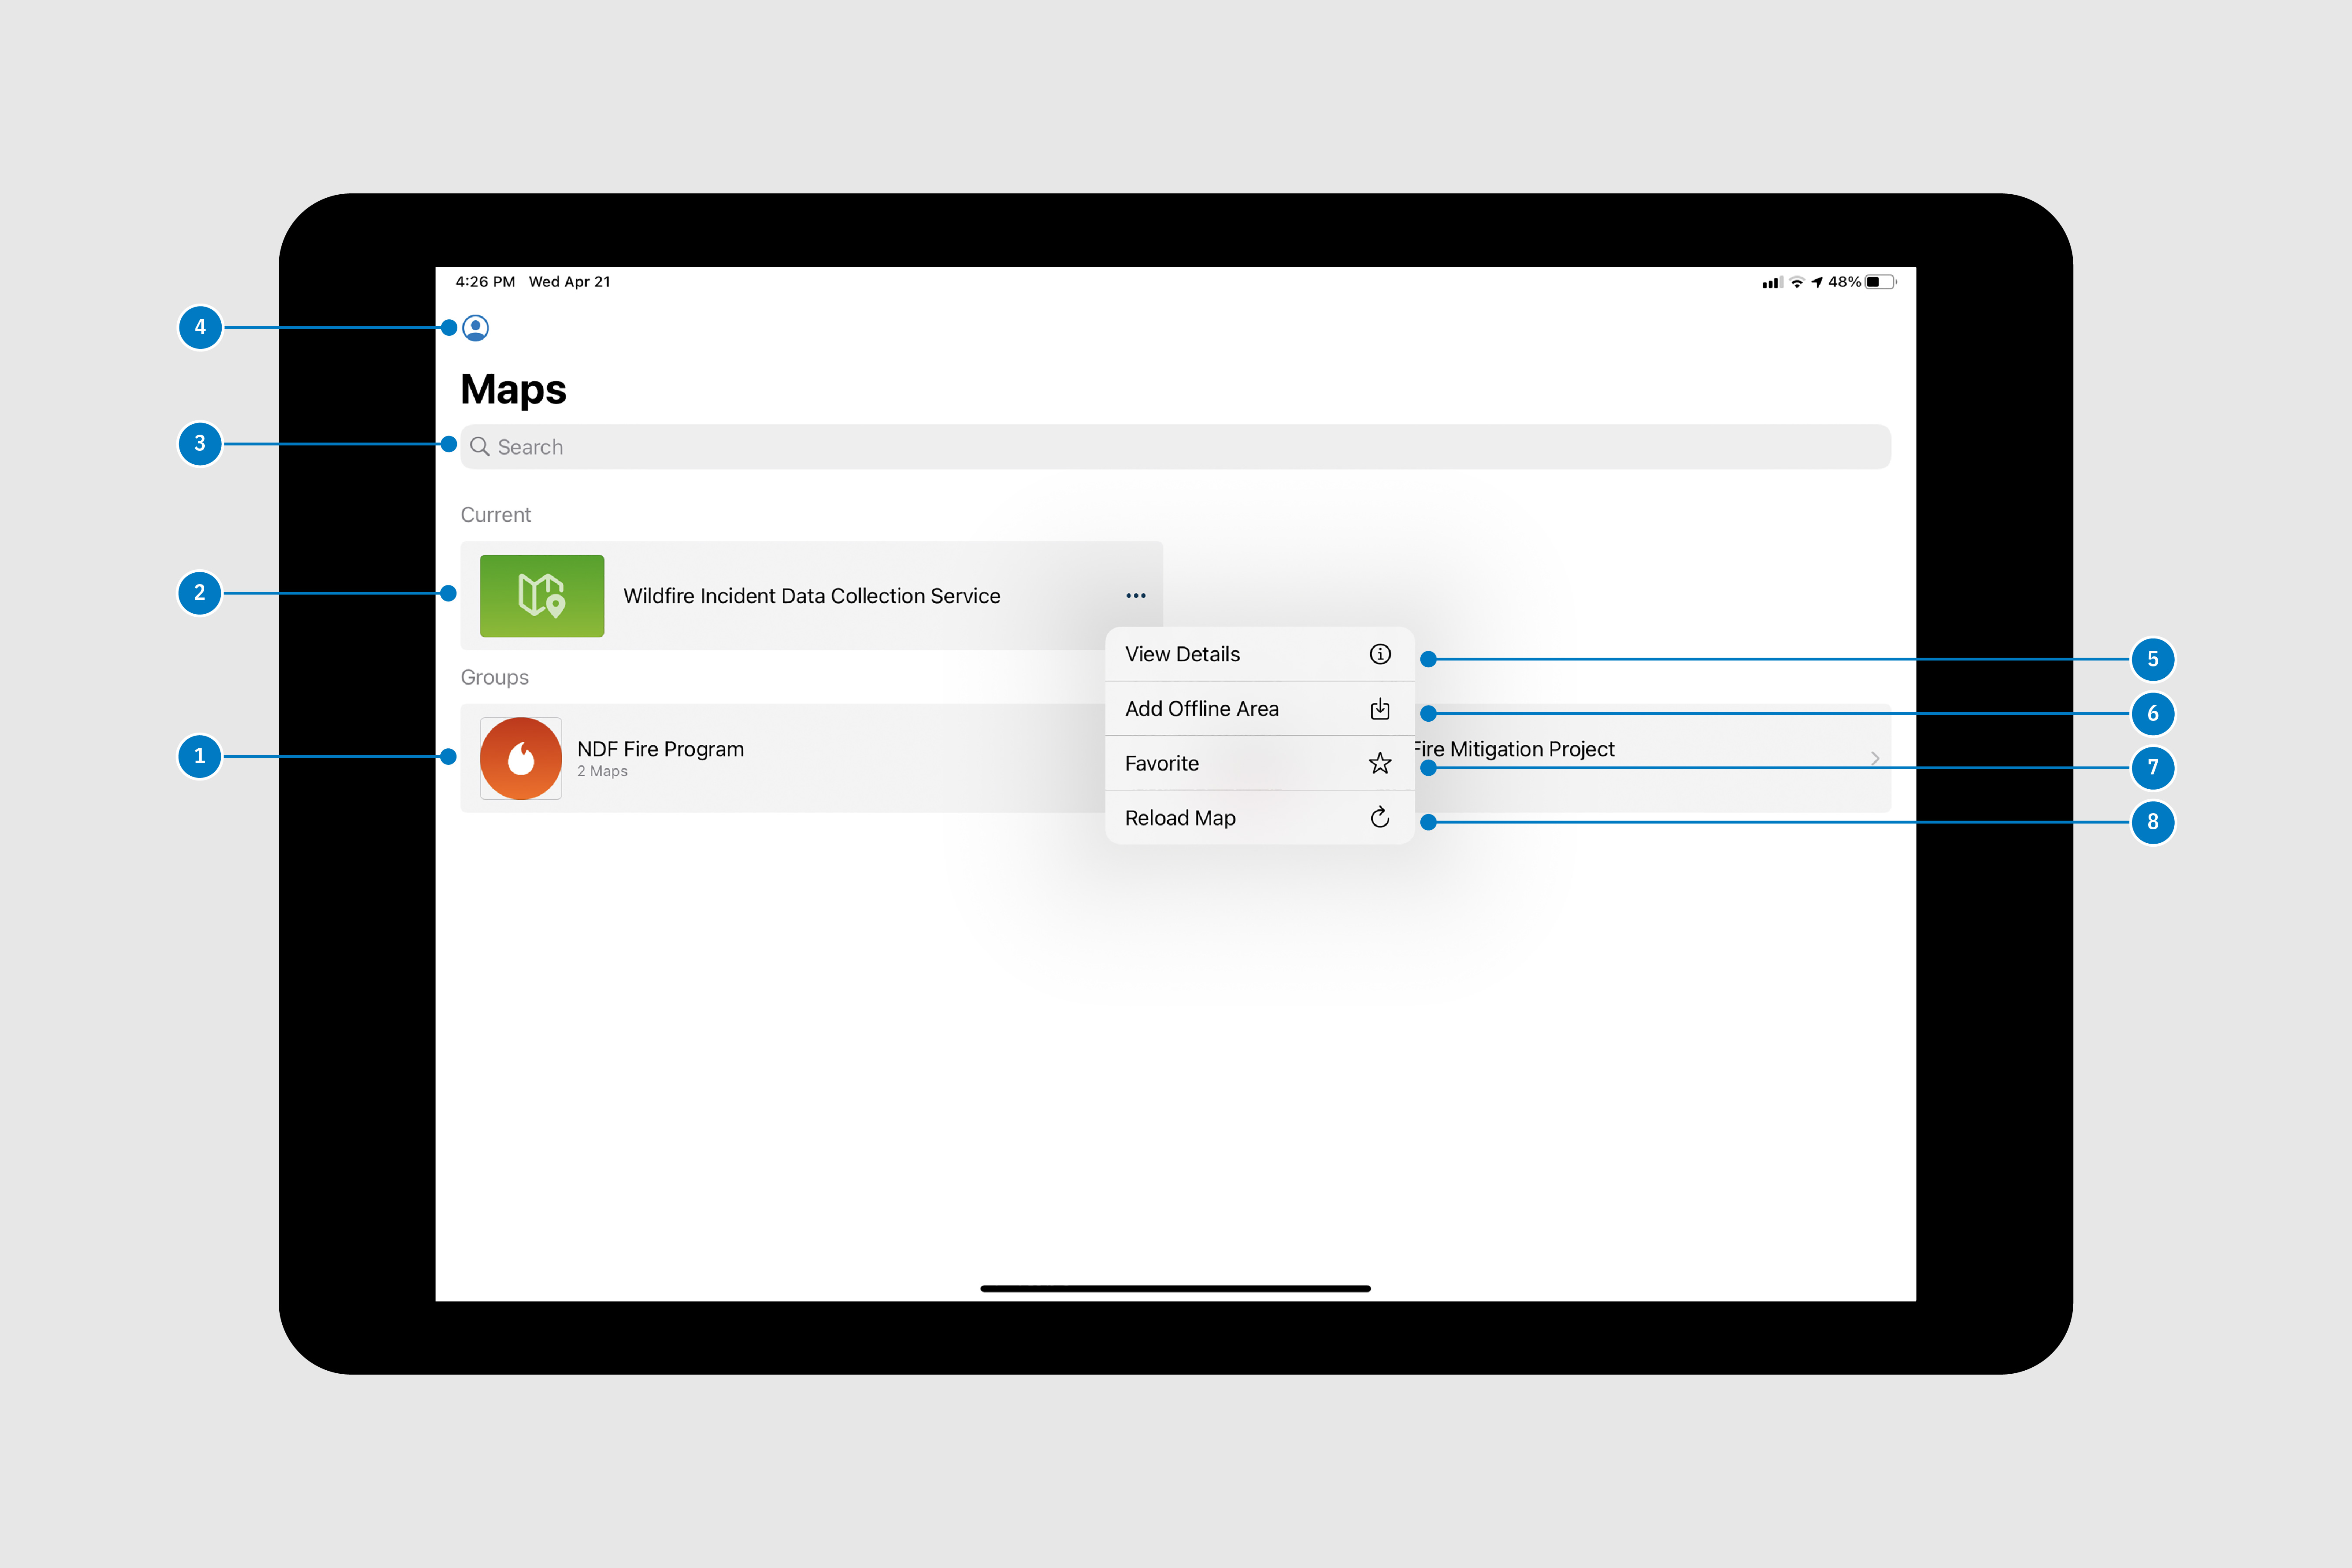 4:26 PM Wed Apr 21 48%
4
Maps
3
Search
Current
2
Wildfire Incident Data Collection Service
View Details
5
Groups
Add Offline Area
6
1
NDF Fire Program
2 Maps
Fire Mitigation Project
Favorite
7
Reload Map
8